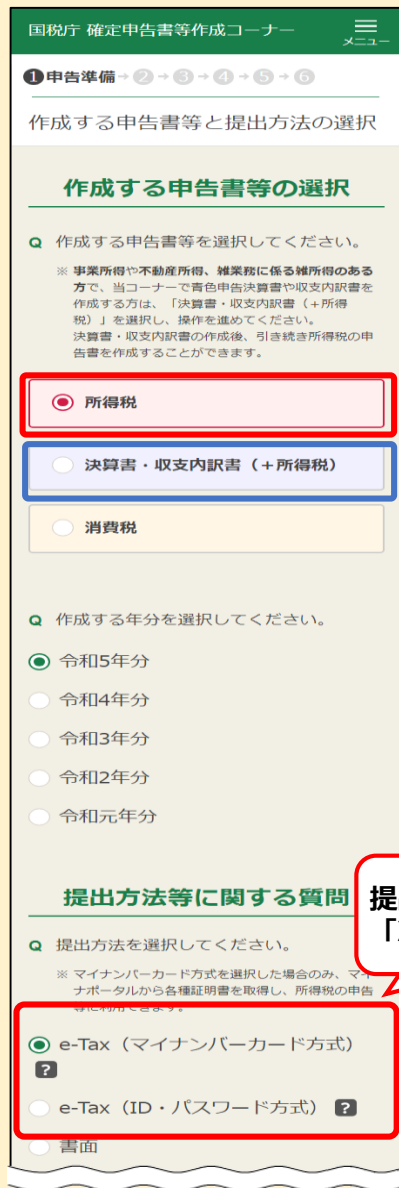 国税庁 確定申告書等作成コーナー
メニュー
1 申告準備 → 2 → 3 → 4 → 5 → 6
作成する申告書等と提出方法の選択
作成する申告書等の選択
Q 作成する申告書等を選択してください。
※ 事業所得や不動産所得、雑業務に係る雑所得のある
方で、当コーナーで青色申告決算書や収支内訳書を
作成する方は、「決算書・収支内訳書（+所得
税）」を選択し、操作を進めてください。
決算書・収支内訳書の作成後、引き続き所得税の申
告書を作成することができます。
所得税
決算書・収支内訳書（+所得税）
消費税
Q 作成する年分を選択してください。
令和5年分
令和4年分
令和3年分
令和2年分
令和元年分
提出方法等に関する質問
提
「
Q 提出方法を選択してください。
※ マイナンバーカード方式を選択した場合のみ、マイ
ナポータルから各種証明書を取得し、所得税の申告
等に利用できます。
e-Tax（マイナンバーカード方式）
?
e-Tax（ID・パスワード方式） ?
書面